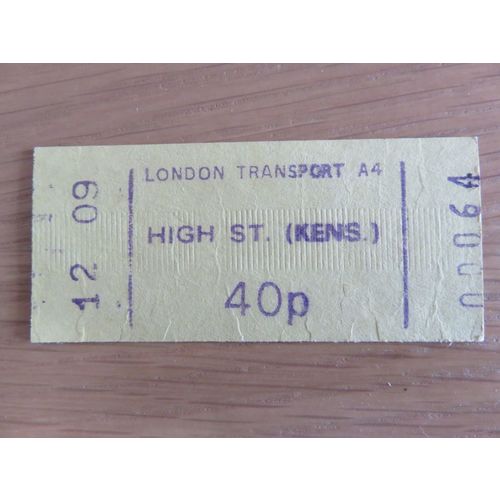 12 09
LONDON TRANSPORT A4
HIGH ST. (KENS.)
40p
00064